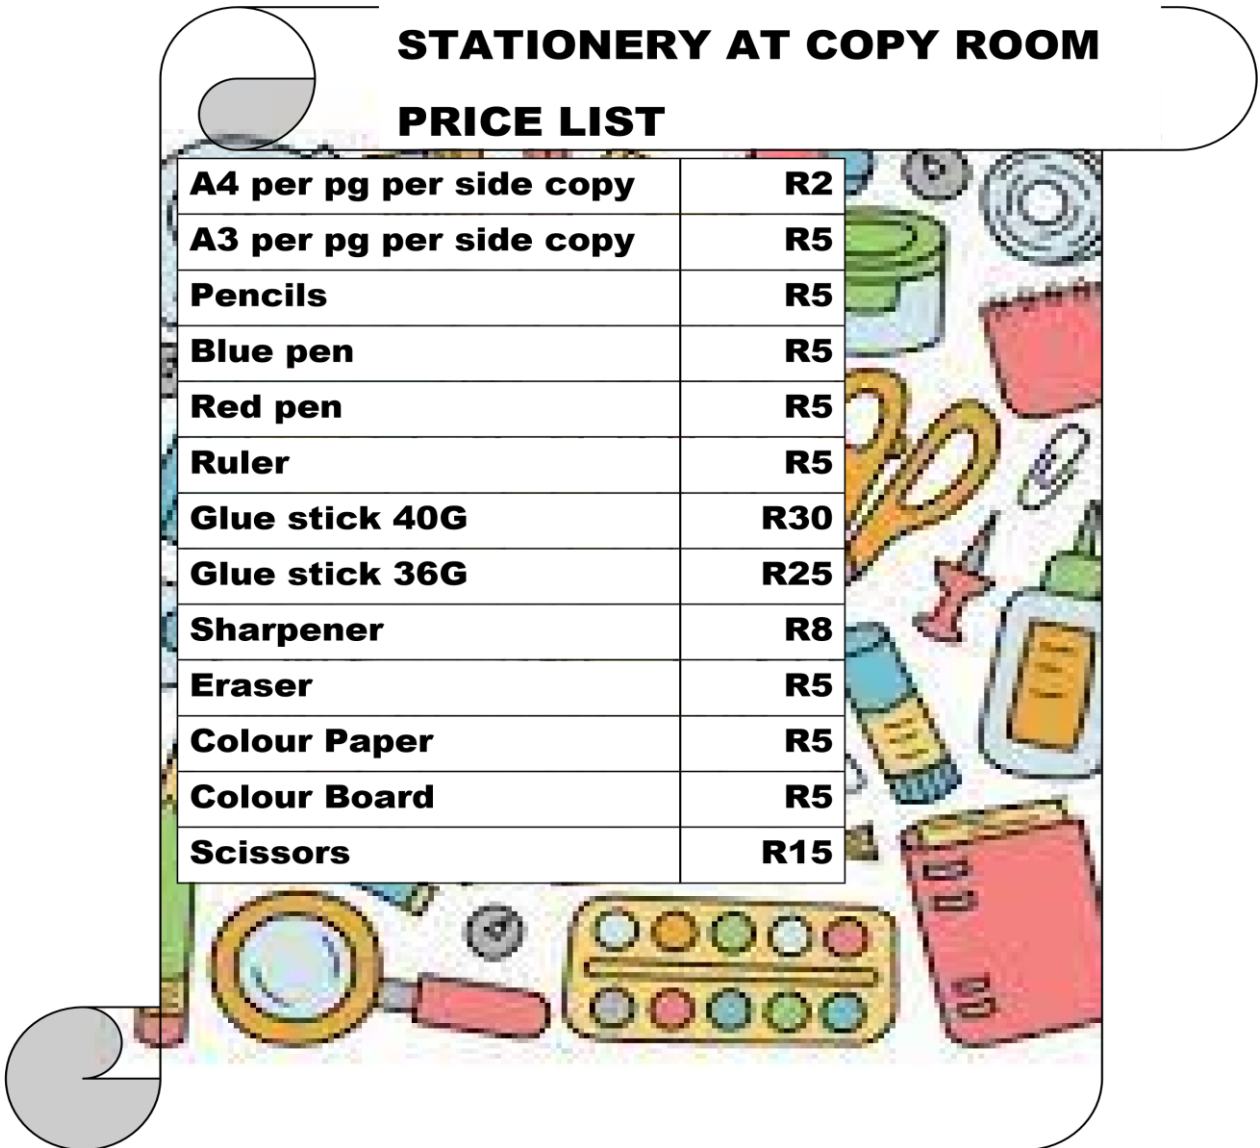 STATIONERY AT COPY ROOM
PRICE LIST
A4 per pg per side copy R2
A3 per pg per side copy R5
Pencils R5
Blue pen R5
Red pen R5
Ruler R5
Glue stick 40G R30
Glue stick 36G R25
Sharpener R8
Eraser R5
Colour Paper R5
Colour Board R5
Scissors R15